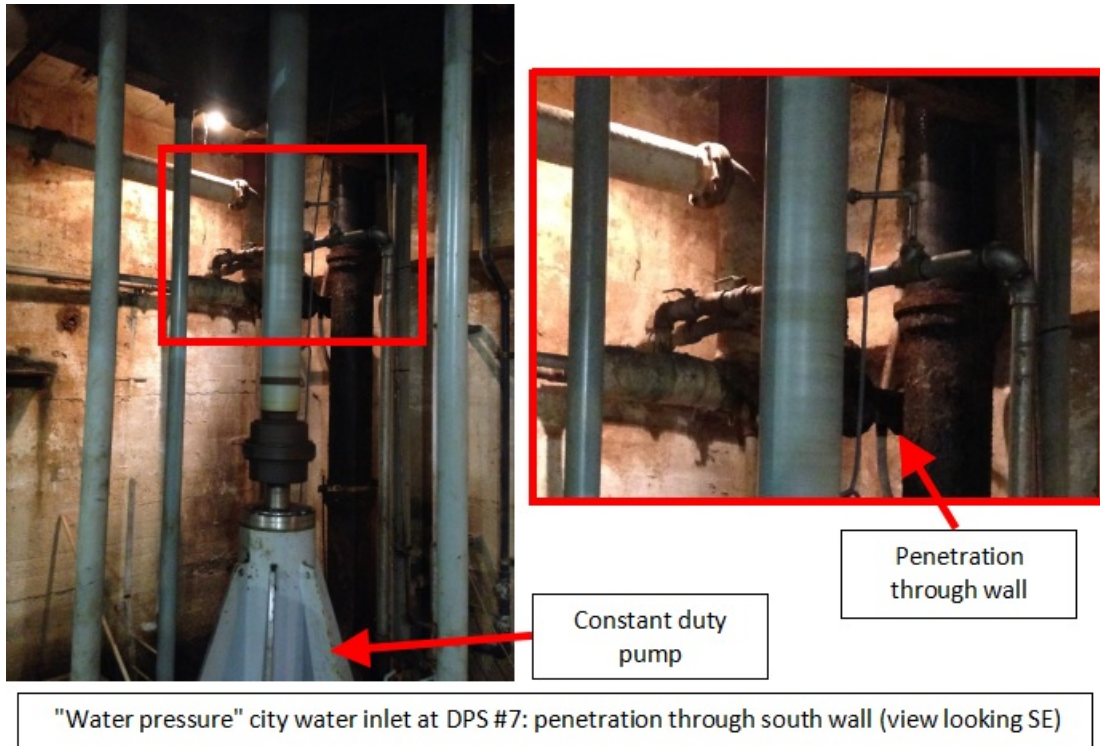 Penetration
through wall
Constant duty
pump
"Water pressure" city water inlet at DPS #7: penetration through south wall (view looking SE)